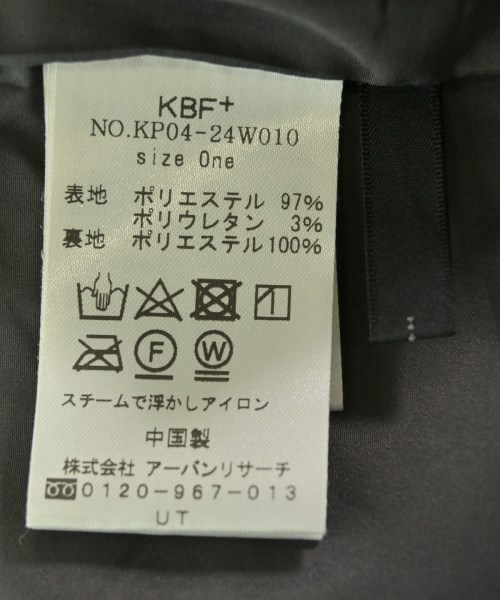 KBF+
NO.KP04-24W010
size One
表地 ポリエステル 97%
ポリウレタン 3%
裏地 ポリエステル100%
F W
スチームで浮かしアイロン
中国製
株式会社 アーバンリサーチ
0120-967-013
UT